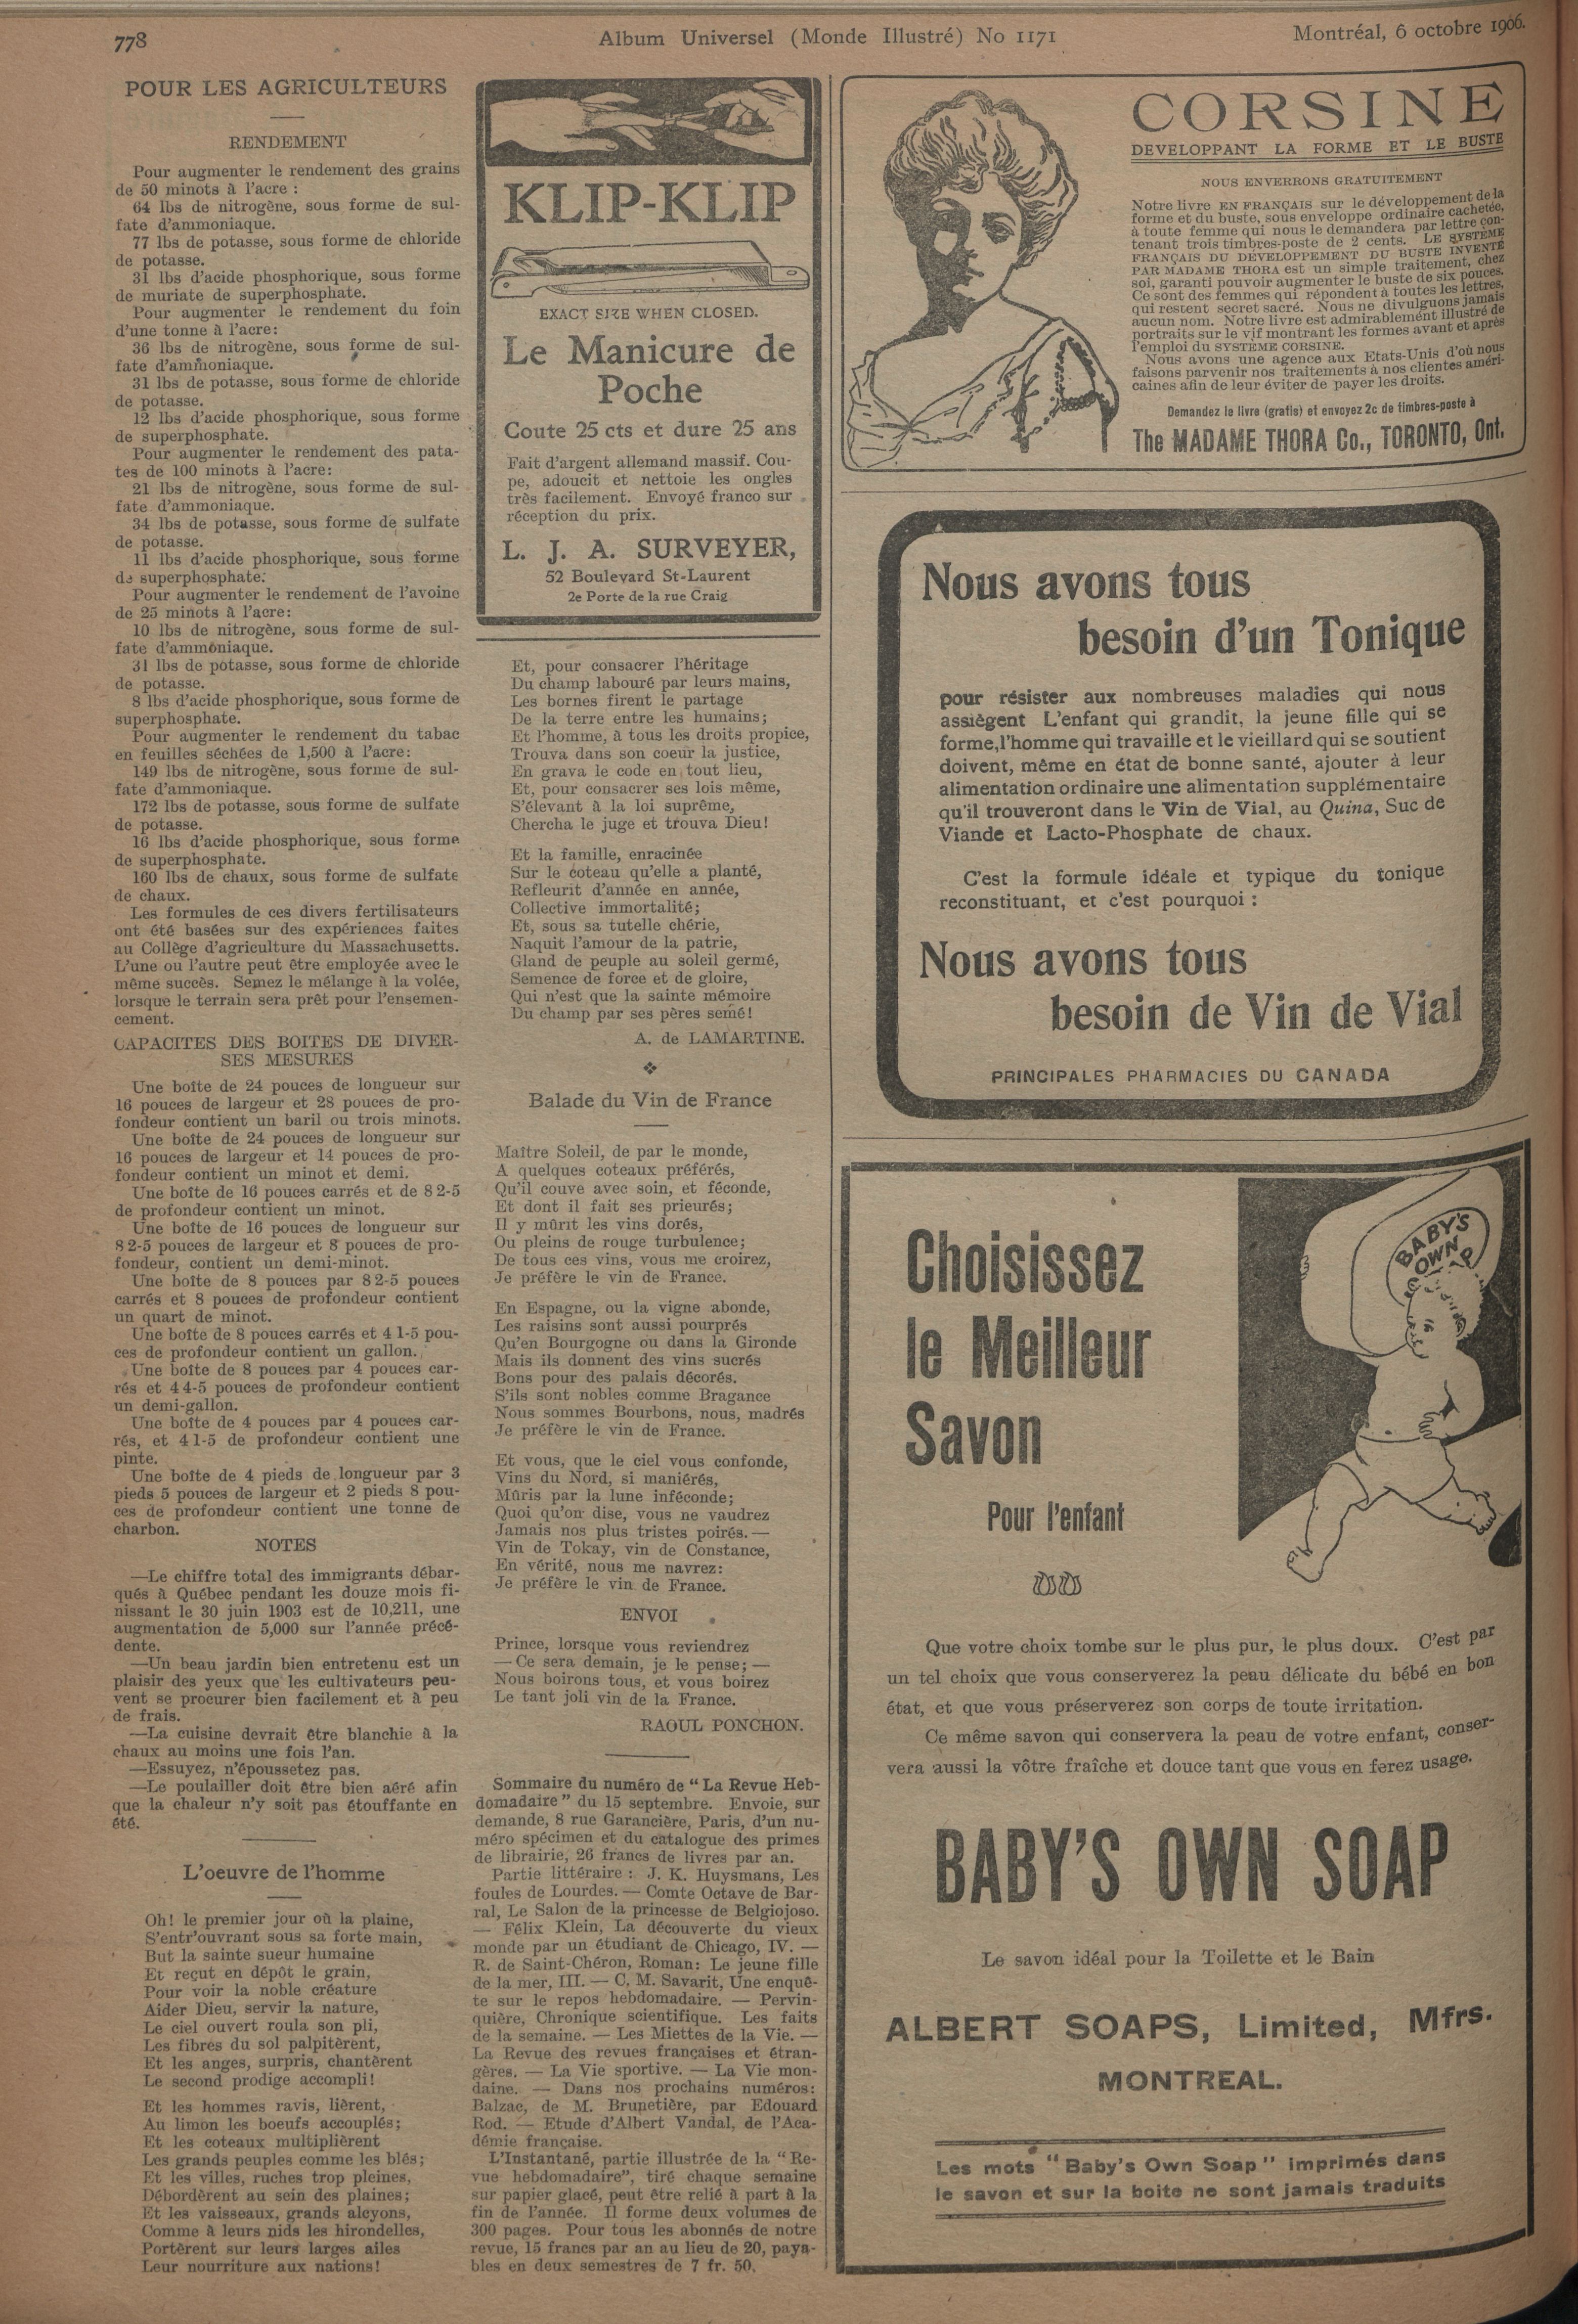 778
Album Universel (Monde Illustré) No 1171
Montréal, 6 octobre 1906.
POUR LES AGRICULTEURS
RENDEMENT
Pour augmenter le rendement des grains
de 50 minots à l'acre :
64 lbs de nitrogène, sous forme de sul-
fate d'ammoniaque.
77 lbs de potasse, sous forme de chloride
de potasse.
31 lbs d'acide phosphorique, sous forme
de muriate de superphosphate.
Pour augmenter le rendement du foin
d'une tonne à l'acre:
36 lbs de nitrogène, sous forme de sul-
fate d'ammoniaque.
31 lbs de potasse, sous forme de chloride
de potasse.
12 lbs d'acide phosphorique, sous forme
de superphosphate.
Pour augmenter le rendement des pata-
tes de 100 minots à l'acre:
21 lbs de nitrogène, sous forme de sul-
fate d'ammoniaque.
34 lbs de potasse, sous forme de sulfate
de potasse.
11 lbs d'acide phosphorique, sous forme
de superphosphate.
Pour augmenter le rendement de l'avoine
de 25 minots à l'acre:
10 lbs de nitrogène, sous forme de sul-
fate d'ammoniaque.
31 lbs de potasse, sous forme de chloride
de potasse.
8 lbs d'acide phosphorique, sous forme de
superphosphate.
Pour augmenter le rendement du tabac
en feuilles séchées de 1,500 à l'acre:
149 lbs de nitrogène, sous forme de sul-
fate d'ammoniaque.
172 lbs de potasse, sous forme de sulfate
de potasse.
16 lbs d'acide phosphorique, sous forme
de superphosphate.
160 lbs de chaux, sous forme de sulfate
de chaux.
Les formules de ces divers fertilisateurs
ont été basées sur des expériences faites
au Collège d'agriculture du Massachusetts.
L'une ou l'autre peut être employée avec le
même succès. Semez le mélange à la volée,
lorsque le terrain sera prêt pour l'ensemen-
cement.
CAPACITES DES BOITES DE DIVER-
SES MESURES
Une boîte de 24 pouces de longueur sur
16 pouces de largeur et 28 pouces de pro-
fondeur contient un baril ou trois minots.
Une boîte de 24 pouces de longueur sur
16 pouces de largeur et 14 pouces de pro-
fondeur contient un minot et demi.
Une boîte de 16 pouces carrés et de 8 2-5
de profondeur contient un minot.
Une boîte de 16 pouces de longueur sur
8 2-5 pouces de largeur et 8 pouces de pro-
fondeur, contient un demi-minot.
Une boîte de 8 pouces par 8 2-5 pouces
carrés et 8 pouces de profondeur contient
un quart de minot.
Une boîte de 8 pouces carrés et 4 1-5 pou-
ces de profondeur contient un gallon.
Une boîte de 8 pouces par 4 pouces car-
rés et 4 4-5 pouces de profondeur contient
un demi-gallon.
Une boîte de 4 pouces par 4 pouces car-
rés, et 4 1-5 de profondeur contient une
pinte.
Une boîte de 4 pieds de longueur par 3
pieds 5 pouces de largeur et 2 pieds 8 pou-
ces de profondeur contient une tonne de
charbon.
NOTES
—Le chiffre total des immigrants débar-
qués à Québec pendant les douze mois fi-
nissant le 30 juin 1903 est de 10,211, une
augmentation de 5,000 sur l'année précé-
dente.
—Un beau jardin bien entretenu est un
plaisir des yeux que les cultivateurs peu-
vent se procurer bien facilement et à peu
de frais.
—La cuisine devrait être blanchie à la
chaux au moins une fois l'an.
—Essuyez, n'époussetez pas.
—Le poulailler doit être bien aéré afin
que la chaleur n'y soit pas étouffante en
été.
L'oeuvre de l'homme
Oh! le premier jour où la plaine,
S'entr'ouvrant sous sa forte main,
But la sainte sueur humaine
Et reçut en dépôt le grain,
Pour voir la noble créature
Aider Dieu, servir la nature,
Le ciel ouvert roula son pli,
Les fibres du sol palpitèrent,
Et les anges, surpris, chantèrent
Le second prodige accompli!
Et les hommes ravis, lièrent,
Au limon les boeufs accouplés;
Et les coteaux multiplièrent
Les grands peuples comme les blés;
Et les villes, ruches trop pleines,
Débordèrent au sein des plaines;
Et les vaisseaux, grands alcyons,
Comme à leurs nids les hirondelles,
Portèrent sur leurs larges ailes
Leur nourriture aux nations!
KLIP-KLIP
EXACT SIZE WHEN CLOSED.
Le Manicure de
Poche
Coute 25 cts et dure 25 ans
Fait d'argent allemand massif. Cou-
pe, adoucit et nettoie les ongles
très facilement. Envoyé franco sur
réception du prix.
L. J. A. SURVEYER,
52 Boulevard St-Laurent
2e Porte de la rue Craig
Et, pour consacrer l'héritage
Du champ labouré par leurs mains,
Les bornes firent le partage
De la terre entre les humains;
Et l'homme, à tous les droits propice,
Trouva dans son coeur la justice,
En grava le code en tout lieu,
Et, pour consacrer ses lois même,
S'élevant à la loi suprême,
Chercha le juge et trouva Dieu!
Et la famille, enracinée
Sur le coteau qu'elle a planté,
Refleurit d'année en année,
Collective immortalité;
Et, sous sa tutelle chérie,
Naquit l'amour de la patrie,
Gland de peuple au soleil germé,
Semence de force et de gloire,
Qui n'est que la sainte mémoire
Du champ par ses pères semé!
A. de LAMARTINE.
Balade du Vin de France
Maître Soleil, de par le monde,
A quelques coteaux préférés,
Qu'il couve avec soin, et féconde,
Et dont il fait ses prieurés;
Il y mûrit les vins dorés,
Ou pleins de rouge turbulence;
De tous ces vins, vous me croirez,
Je préfère le vin de France.
En Espagne, ou la vigne abonde,
Les raisins sont aussi pourprés
Qu'en Bourgogne ou dans la Gironde
Mais ils donnent des vins sucrés
Bons pour des palais décorés.
S'ils sont nobles comme Bragance
Nous sommes Bourbons, nous, madrés
Je préfère le vin de France.
Et vous, que le ciel vous confonde,
Vins du Nord, si maniérés,
Mûris par la lune inféconde;
Quoi qu'on dise, vous ne vaudrez
Jamais nos plus tristes poirés.—
Vin de Tokay, vin de Constance,
En vérité, nous me navrez:
Je préfère le vin de France.
ENVOI
Prince, lorsque vous reviendrez
—Ce sera demain, je le pense;—
Nous boirons tous, et vous boirez
Le tant joli vin de la France.
RAOUL PONCHON.
Sommaire du numéro de " La Revue Heb-
domadaire " du 15 septembre. Envoie, sur
demande, 8 rue Garancière, Paris, d'un nu-
méro spécimen et du catalogue des primes
de librairie, 26 francs de livres par an.
Partie littéraire : J. K. Huysmans, Les
foules de Lourdes. — Comte Octave de Bar-
ral, Le Salon de la princesse de Belgiojoso.
— Félix Klein, La découverte du vieux
monde par un étudiant de Chicago, IV. —
R. de Saint-Chéron, Roman: Le jeune fille
de la mer, III. — C. M. Savarit, Une enquê-
te sur le repos hebdomadaire. — Pervin-
quière, Chronique scientifique. Les faits
de la semaine. — Les Miettes de la Vie. —
La Revue des revues françaises et étran-
gères. — La Vie sportive. — La Vie mon-
daine. — Dans nos prochains numéros:
Balzac, de M. Brunetière, par Edouard
Rod. — Etude d'Albert Vandal, de l'Aca-
démie française.
L'Instantané, partie illustrée de la " Re-
vue hebdomadaire", tiré chaque semaine
sur papier glacé, peut être relié à part à la
fin de l'année. Il forme deux volumes de
300 pages. Pour tous les abonnés de notre
revue, 15 francs par an au lieu de 20, paya-
bles en deux semestres de 7 fr. 50.
CORSINE
DEVELOPPANT LA FORME ET LE BUSTE
NOUS ENVERRONS GRATUITEMENT
Notre livre EN FRANÇAIS sur le développement de la
forme et du buste, sous enveloppe ordinaire cachetée,
à toute femme qui nous le demandera par lettre con-
tenant trois timbres-poste de 2 cents. LE SYSTÈME
FRANÇAIS DU DÉVELOPPEMENT DU BUSTE INVENTÉ
PAR MADAME THORA est un simple traitement, chez
soi, garanti pouvoir augmenter le buste de six pouces.
Ce sont des femmes qui répondent à toutes les lettres,
qui restent secret sacré. Nous ne divulguons jamais
aucun nom. Notre livre est admirablement illustré de
portraits sur le vif montrant les formes avant et après
l'emploi du SYSTÈME CORSINE.
Nous avons une agence aux Etats-Unis d'où nous
faisons parvenir nos traitements à nos clientes améri-
caines afin de leur éviter de payer les droits.
Demandez le livre (gratis) et envoyez 2c de timbres-poste à
The MADAME THORA Co., TORONTO, Ont.
Nous avons tous
besoin d'un Tonique
pour résister aux nombreuses maladies qui nous
assiègent L'enfant qui grandit, la jeune fille qui se
forme,l'homme qui travaille et le vieillard qui se soutient
doivent, même en état de bonne santé, ajouter à leur
alimentation ordinaire une alimentation supplémentaire
qu'il trouveront dans le Vin de Vial, au Quina, Suc de
Viande et Lacto-Phosphate de chaux.
C'est la formule idéale et typique du tonique
reconstituant, et c'est pourquoi :
Nous avons tous
besoin de Vin de Vial
PRINCIPALES PHARMACIES DU CANADA
BABY'S
OWN
Choisissez
le Meilleur
Savon
Pour l'enfant
Que votre choix tombe sur le plus pur, le plus doux. C'est par
un tel choix que vous conserverez la peau délicate du bébé en bon
état, et que vous préserverez son corps de toute irritation.
Ce même savon qui conservera la peau de votre enfant, conser-
vera aussi la vôtre fraîche et douce tant que vous en ferez usage.
BABY'S OWN SOAP
Le savon idéal pour la Toilette et le Bain
ALBERT SOAPS, Limited, Mfrs.
MONTREAL.
Les mots " Baby's Own Soap " imprimés dans
le savon et sur la boite ne sont jamais traduits